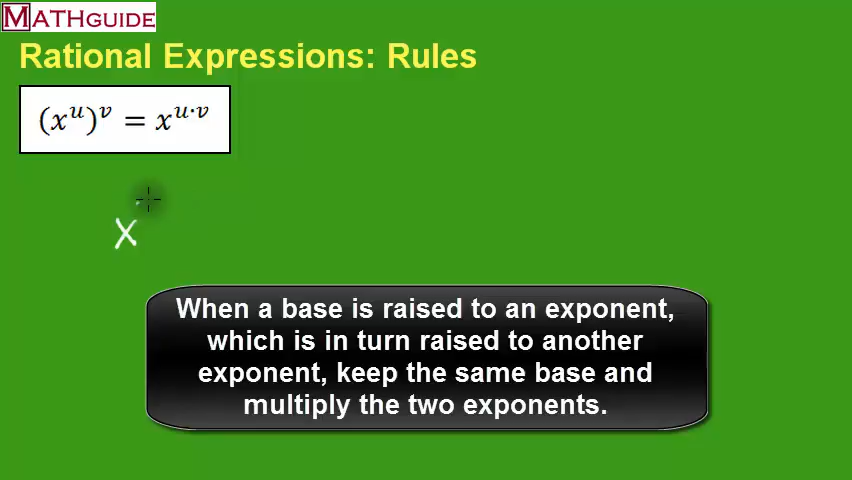 MATHGUIDE
Rational Expressions: Rules
(x^u)^v = x^{u·v}
x
When a base is raised to an exponent,
which is in turn raised to another
exponent, keep the same base and
multiply the two exponents.